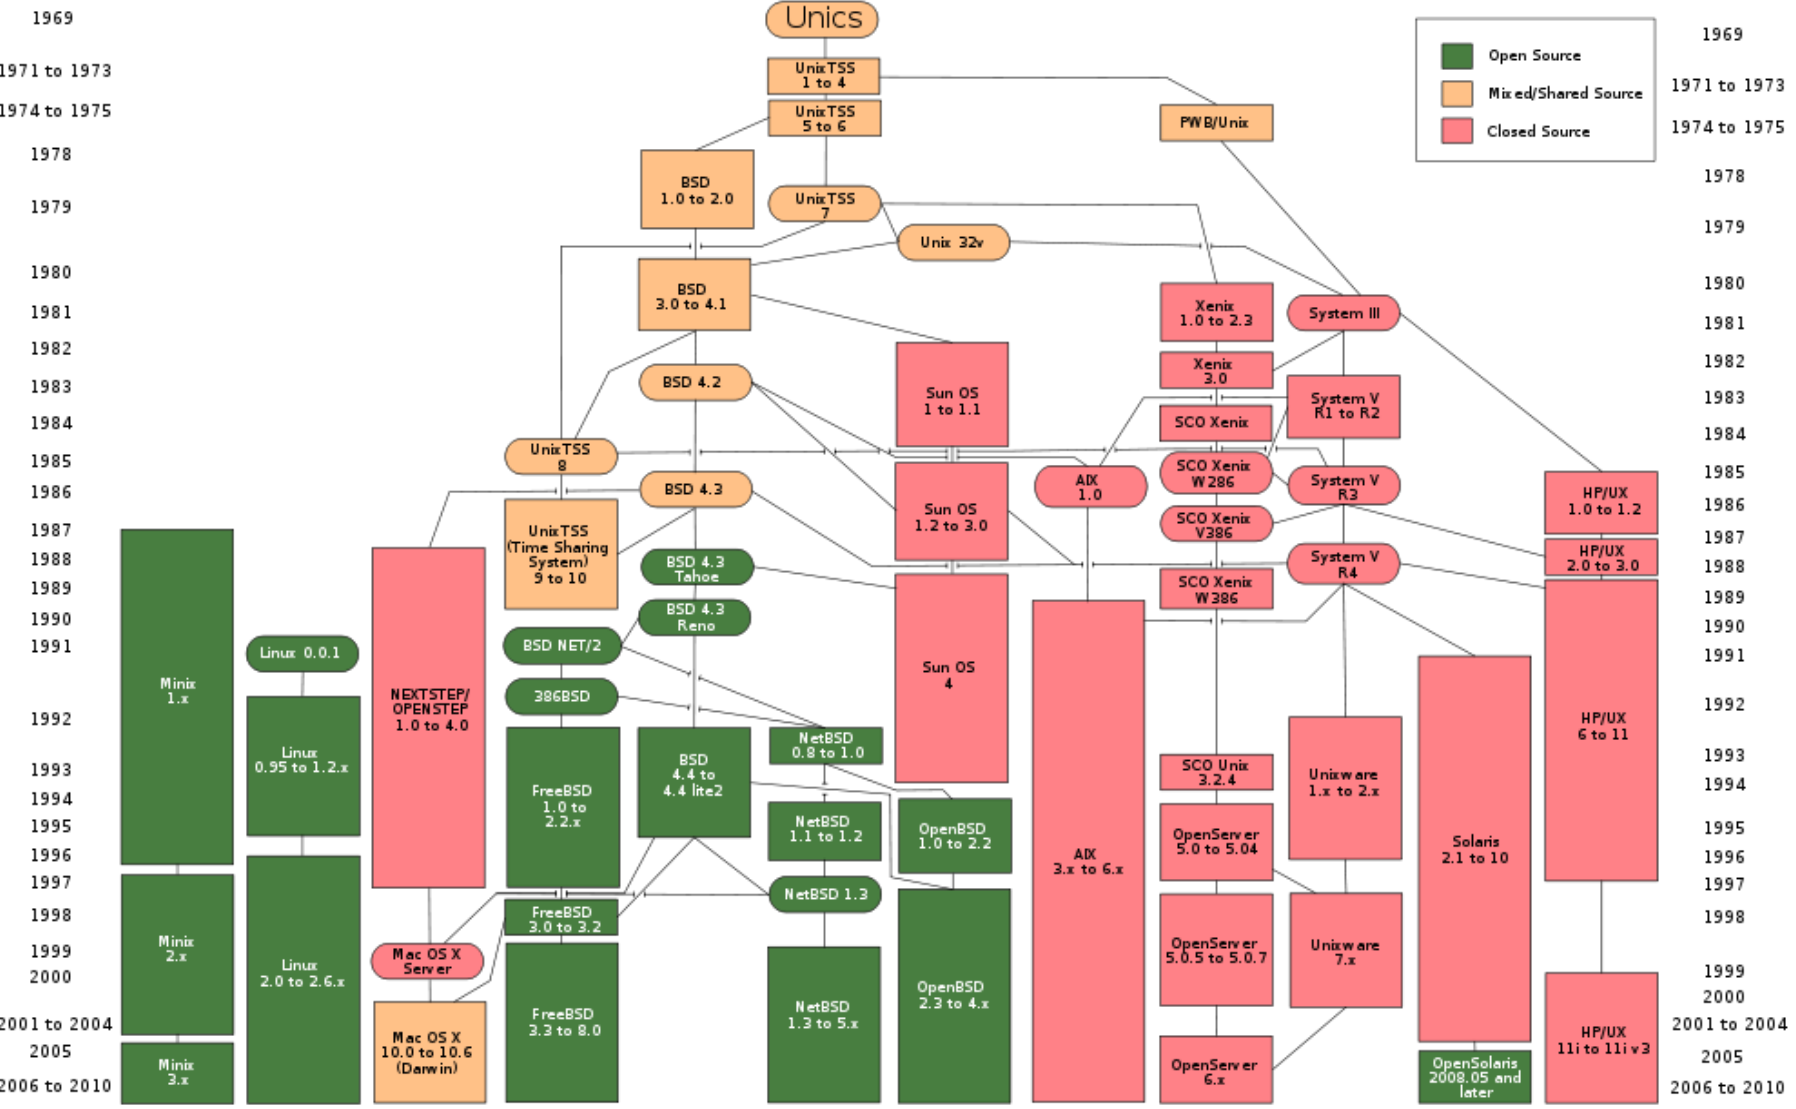 Unics
1969
1971 to 1973
1974 to 1975
1978
1979
1980
1981
1982
1983
1984
1985
1986
1987
1988
1989
1990
1991
1992
1993
1994
1995
1996
1997
1998
1999
2000
2001 to 2004
2005
2006 to 2010
Minix
1.x
Minix
2.x
Minix
3.x
Linux 0.0.1
Linux
0.95 to 1.2.x
Linux
2.0 to 2.6.x
NEXTSTEP/
OPENSTEP
1.0 to 4.0
Mac OS X
Server
Mac OS X
10.0 to 10.6
(Darwin)
UnixTSS
8
UnixTSS
(Time Sharing
System)
9 to 10
BSD NET/2
386BSD
FreeBSD
1.0 to
2.2.x
FreeBSD
3.0 to 3.2
FreeBSD
3.3 to 8.0
BSD
1.0 to 2.0
BSD
3.0 to 4.1
BSD 4.2
BSD 4.3
BSD 4.3
Tahoe
BSD 4.3
Reno
BSD
4.4 to
4.4 lite2
UnixTSS
1 to 4
UnixTSS
5 to 6
UnixTSS
7
Unix 32v
NetBSD
0.8 to 1.0
NetBSD
1.1 to 1.2
NetBSD 1.3
NetBSD
1.3 to 5.x
Sun OS
1 to 1.1
Sun OS
1.2 to 3.0
Sun OS
4
OpenBSD
1.0 to 2.2
OpenBSD
2.3 to 4.x
AIX
1.0
AIX
3.x to 6.x
PWB/Unix
Xenix
1.0 to 2.3
Xenix
3.0
SCO Xenix
SCO Xenix
W286
SCO Xenix
V386
SCO Xenix
W386
SCO Unix
3.2.4
OpenServer
5.0 to 5.04
OpenServer
5.0.5 to 5.0.7
OpenServer
6.x
System III
System V
R1 to R2
System V
R3
System V
R4
Unixware
1.x to 2.x
Unixware
7.x
Solaris
2.1 to 10
OpenSolaris
2008.05 and
later
HP/UX
1.0 to 1.2
HP/UX
2.0 to 3.0
HP/UX
6 to 11
HP/UX
11i to 11i v3
Open Source
Mixed/Shared Source
Closed Source
1969
1971 to 1973
1974 to 1975
1978
1979
1980
1981
1982
1983
1984
1985
1986
1987
1988
1989
1990
1991
1992
1993
1994
1995
1996
1997
1998
1999
2000
2001 to 2004
2005
2006 to 2010